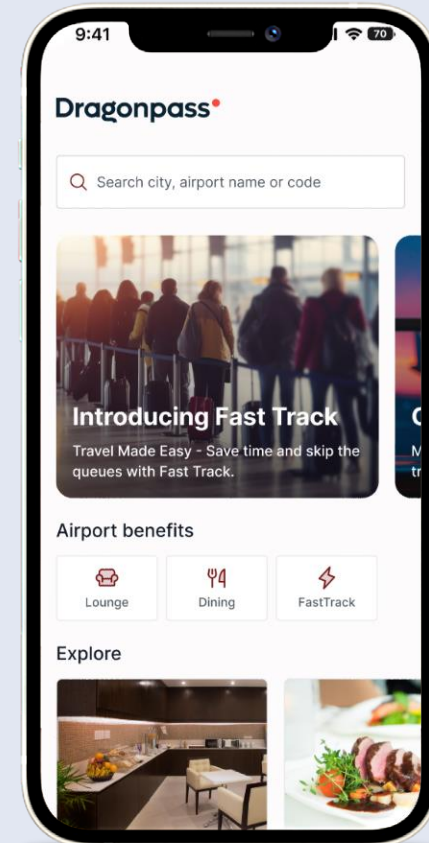 9:41
70
Dragonpass
Search city, airport name or code
Introducing Fast Track
Travel Made Easy - Save time and skip the
queues with Fast Track.
Airport benefits
Lounge
Dining
FastTrack
Explore